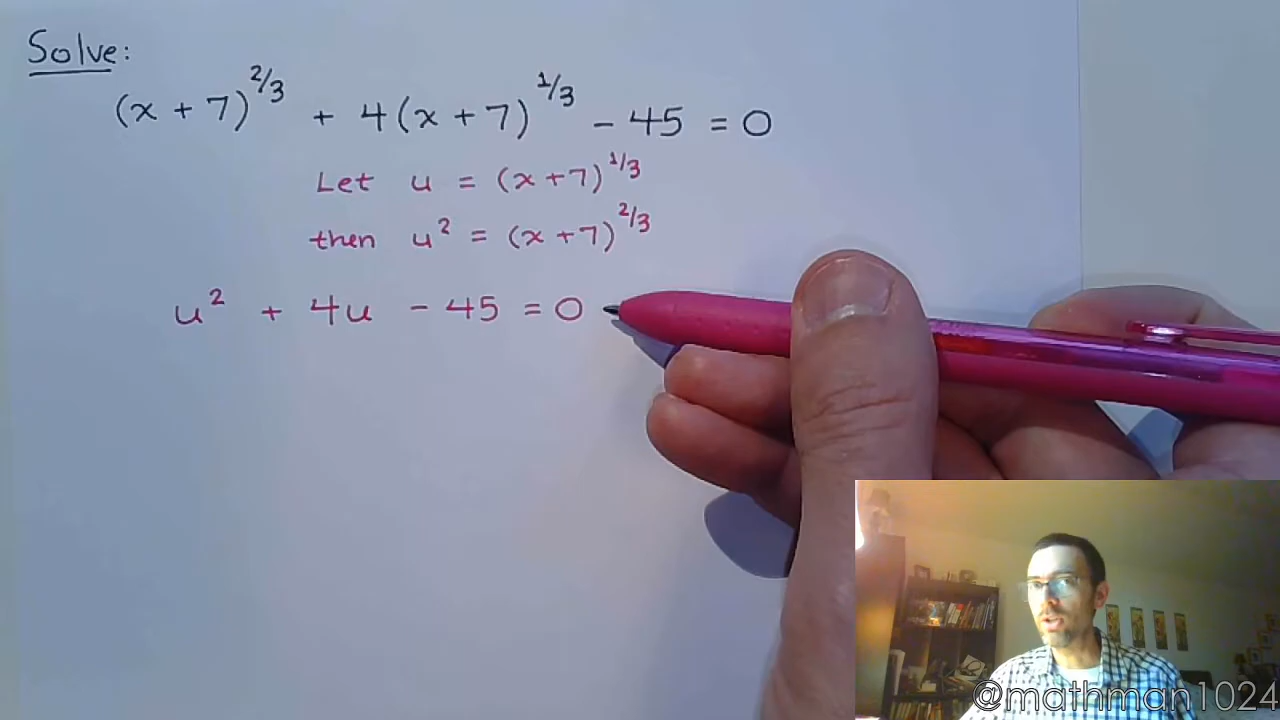 Solve:
(x + 7)^2/3 + 4(x + 7)^1/3 - 45 = 0
Let u = (x+7)^1/3
then u^2 = (x+7)^2/3
u^2 + 4u - 45 = 0
@mathman1024